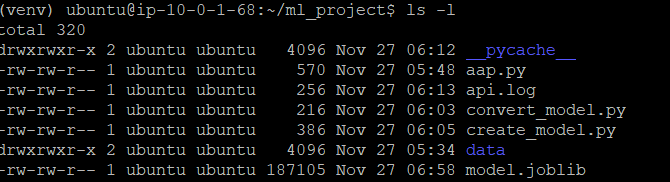 (venv) ubuntu@ip-10-0-1-68:~/ml_project$ ls -l
total 320
drwxrwxr-x 2 ubuntu ubuntu   4096 Nov 27 06:12 __pycache__
-rw-rw-r-- 1 ubuntu ubuntu    570 Nov 27 05:48 aap.py
-rw-rw-r-- 1 ubuntu ubuntu    256 Nov 27 06:13 api.log
-rw-rw-r-- 1 ubuntu ubuntu    216 Nov 27 06:03 convert_model.py
-rw-rw-r-- 1 ubuntu ubuntu    386 Nov 27 06:05 create_model.py
drwxrwxr-x 2 ubuntu ubuntu   4096 Nov 27 05:34 data
-rw-rw-r-- 1 ubuntu ubuntu 187105 Nov 27 06:58 model.joblib